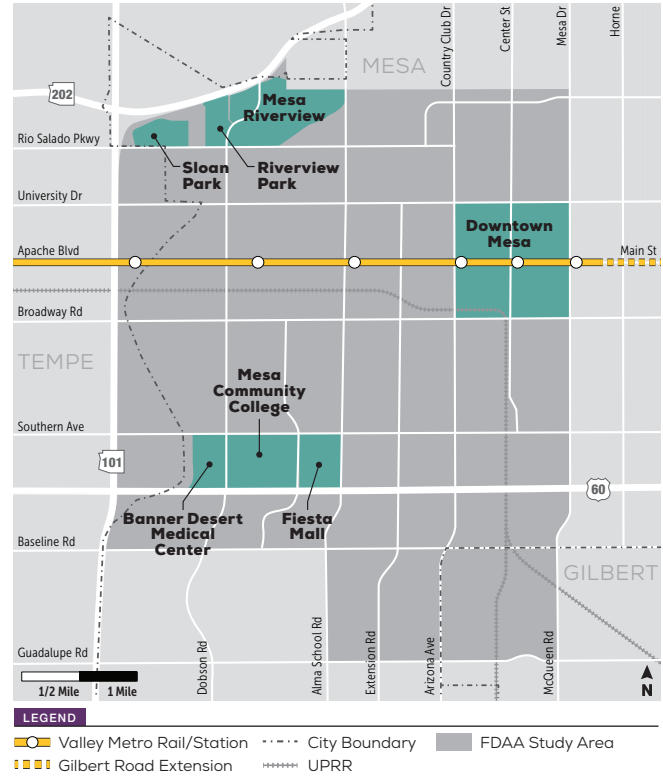 Country Club Dr
Center St
Mesa Dr
Horne
MESA
202
Mesa
Riverview
Rio Salado Pkwy
Sloan
Park
Riverview
Park
University Dr
Downtown
Mesa
Apache Blvd
Main St
Broadway Rd
TEMPE
Mesa
Community
College
Southern Ave
101
60
Banner Desert
Medical
Center
Fiesta
Mall
Baseline Rd
GILBERT
Guadalupe Rd
Dobson Rd
Alma School Rd
Extension Rd
Arizona Ave
McQueen Rd
1/2 Mile
1 Mile
N
LEGEND
Valley Metro Rail/Station
City Boundary
FDAA Study Area
Gilbert Road Extension
UPRR